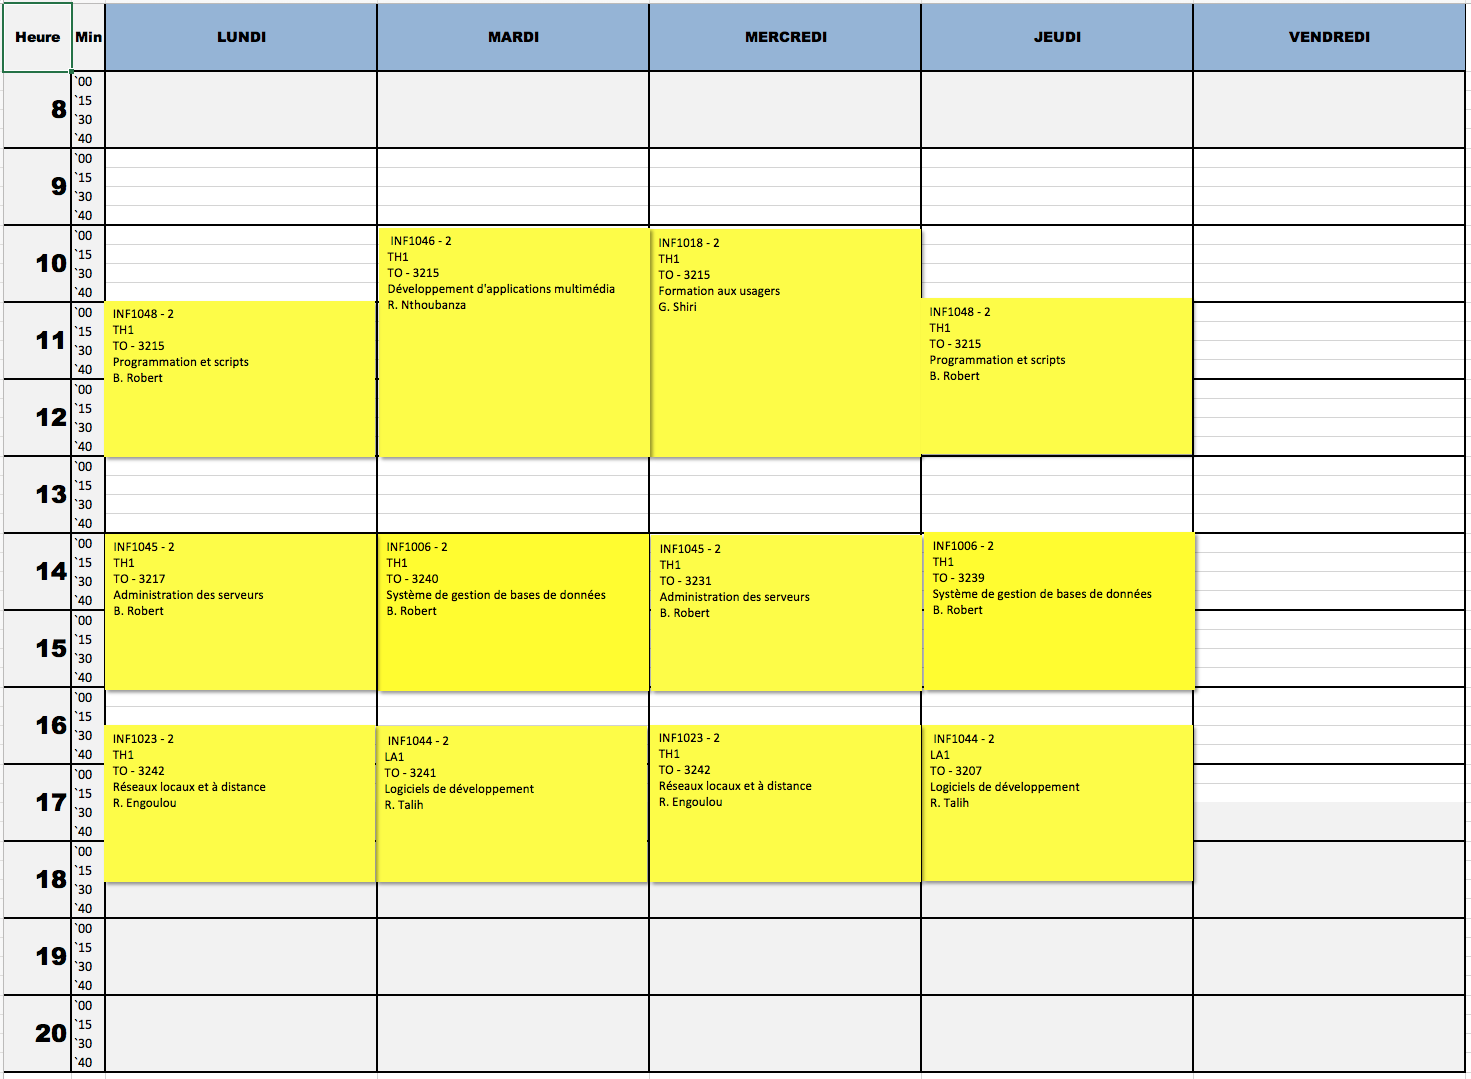 Heure Min LUNDI MARDI MERCREDI JEUDI VENDREDI
8
`00
`15
`30
`40
9
`00
`15
`30
`40
10
`00
`15
`30
`40
INF1046 - 2
TH1
TO - 3215
Développement d'applications multimédia
R. Nthoubanza
INF1018 - 2
TH1
TO - 3215
Formation aux usagers
G. Shiri
11
`00
`15
`30
`40
INF1048 - 2
TH1
TO - 3215
Programmation et scripts
B. Robert
INF1048 - 2
TH1
TO - 3215
Programmation et scripts
B. Robert
12
`00
`15
`30
`40
13
`00
`15
`30
`40
14
`00
`15
`30
`40
INF1045 - 2
TH1
TO - 3217
Administration des serveurs
B. Robert
INF1006 - 2
TH1
TO - 3240
Système de gestion de bases de données
B. Robert
INF1045 - 2
TH1
TO - 3231
Administration des serveurs
B. Robert
INF1006 - 2
TH1
TO - 3239
Système de gestion de bases de données
B. Robert
15
`00
`15
`30
`40
16
`00
`15
`30
`40
INF1023 - 2
TH1
TO - 3242
Réseaux locaux et à distance
R. Engoulou
INF1044 - 2
LA1
TO - 3241
Logiciels de développement
R. Talih
INF1023 - 2
TH1
TO - 3242
Réseaux locaux et à distance
R. Engoulou
INF1044 - 2
LA1
TO - 3207
Logiciels de développement
R. Talih
17
`00
`15
`30
`40
18
`00
`15
`30
`40
19
`00
`15
`30
`40
20
`00
`15
`30
`40